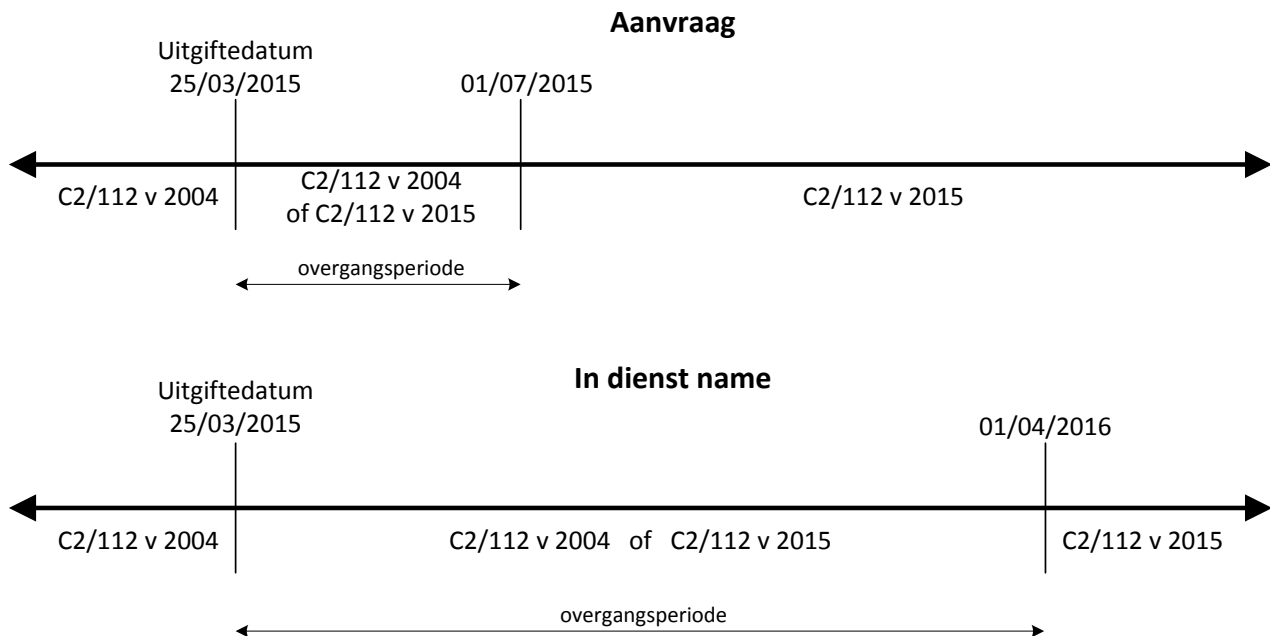 Aanvraag
Uitgiftedatum
25/03/2015
01/07/2015
C2/112 v 2004
C2/112 v 2004
of C2/112 v 2015
C2/112 v 2015
overgangsperiode
In dienst name
Uitgiftedatum
25/03/2015
01/04/2016
C2/112 v 2004
C2/112 v 2004 of C2/112 v 2015
C2/112 v 2015
overgangsperiode